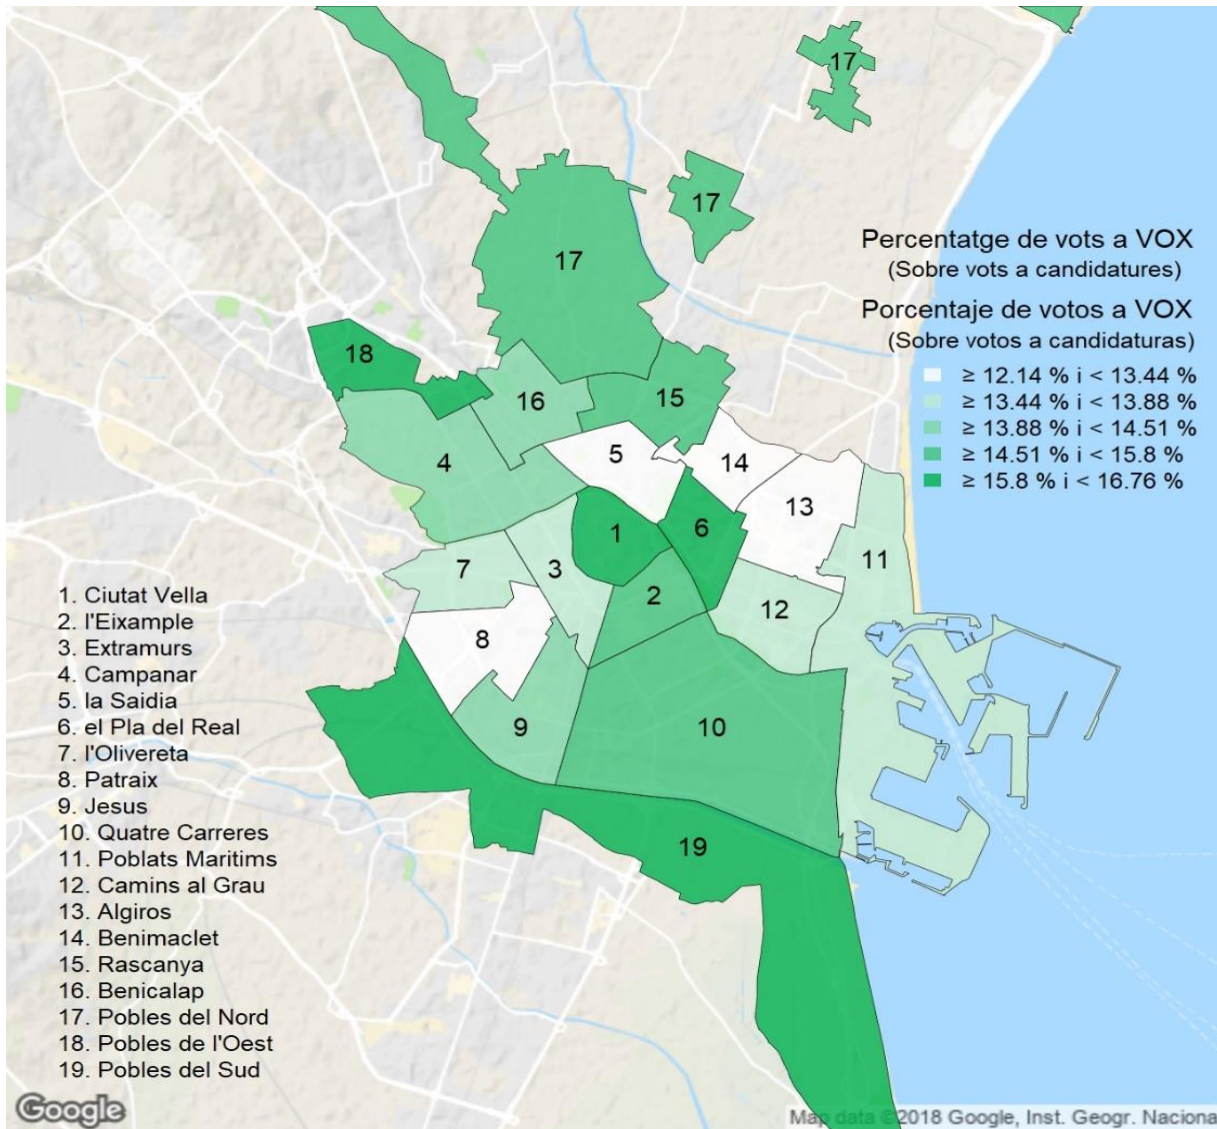 17
17
17
18
16
15
4
5
14
13
1
6
11
7
3
2
12
8
9
10
19
Percentatge de vots a VOX
(Sobre vots a candidatures)
Porcentaje de votos a VOX
(Sobre votos a candidaturas)
≥ 12.14 % i < 13.44 %
≥ 13.44 % i < 13.88 %
≥ 13.88 % i < 14.51 %
≥ 14.51 % i < 15.8 %
≥ 15.8 % i < 16.76 %
1. Ciutat Vella
2. l'Eixample
3. Extramurs
4. Campanar
5. la Saidia
6. el Pla del Real
7. l'Olivereta
8. Patraix
9. Jesus
10. Quatre Carreres
11. Poblats Maritims
12. Camins al Grau
13. Algiros
14. Benimaclet
15. Rascanya
16. Benicalap
17. Pobles del Nord
18. Pobles de l'Oest
19. Pobles del Sud
Google
Map data ©2018 Google, Inst. Geogr. Naciona